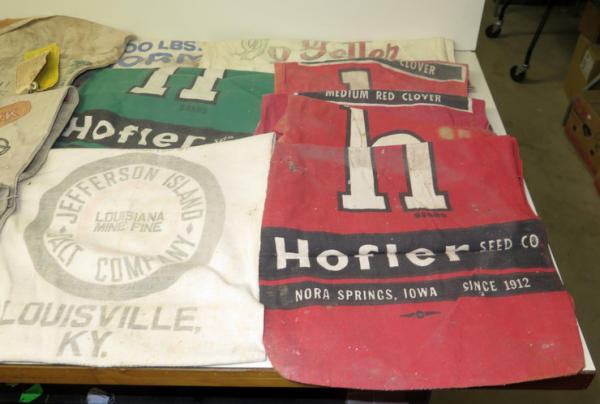 00 LBS.
CORN
CLOVER
MEDIUM RED CLOVER
H
Hofler
h
Hofler SEED CO
NORA SPRINGS, IOWA SINCE 1912
JEFFERSON ISLAND
SALT COMPANY
LOUISIANA
MINE FINE
LOUISVILLE,
KY.